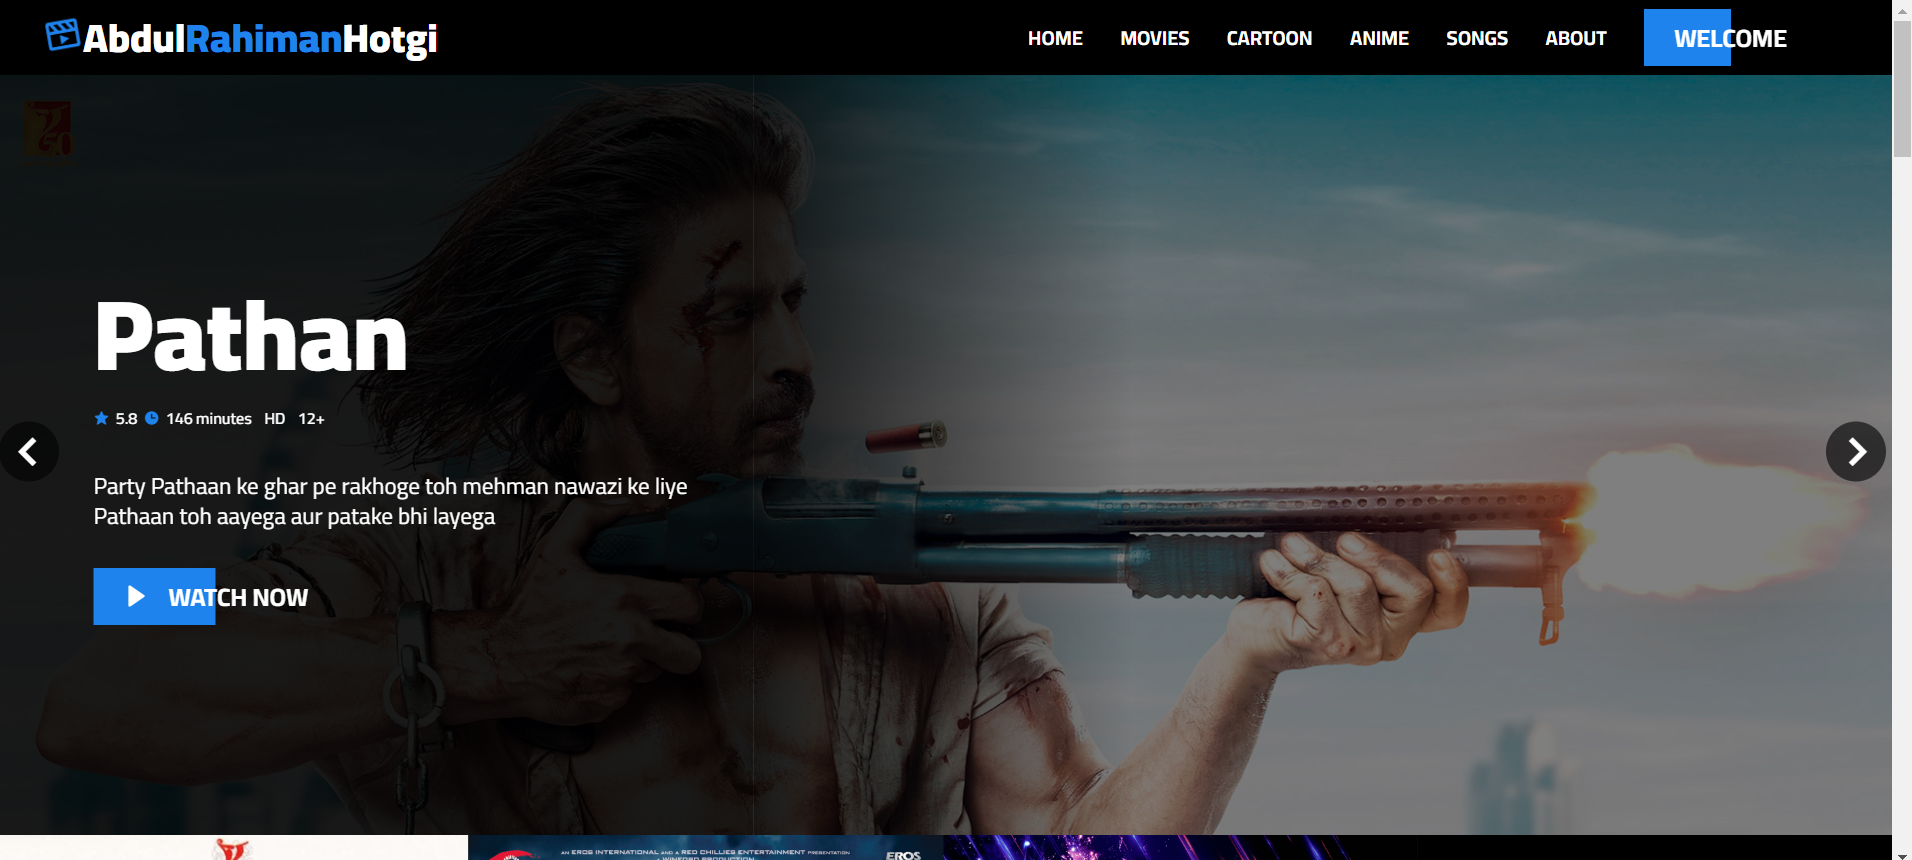 AbdulRahimanHotgi
HOME MOVIES CARTOON ANIME SONGS ABOUT WELCOME
50
Pathan
5.8 146 minutes HD 12+
Party Pathaan ke ghar pe rakhoge toh mehman nawazi ke liye
Pathaan toh aayega aur patake bhi layega
WATCH NOW
AN EROS INTERNATIONAL AND A RED CHILLIES ENTERTAINMENT PRESENTATION
EROS